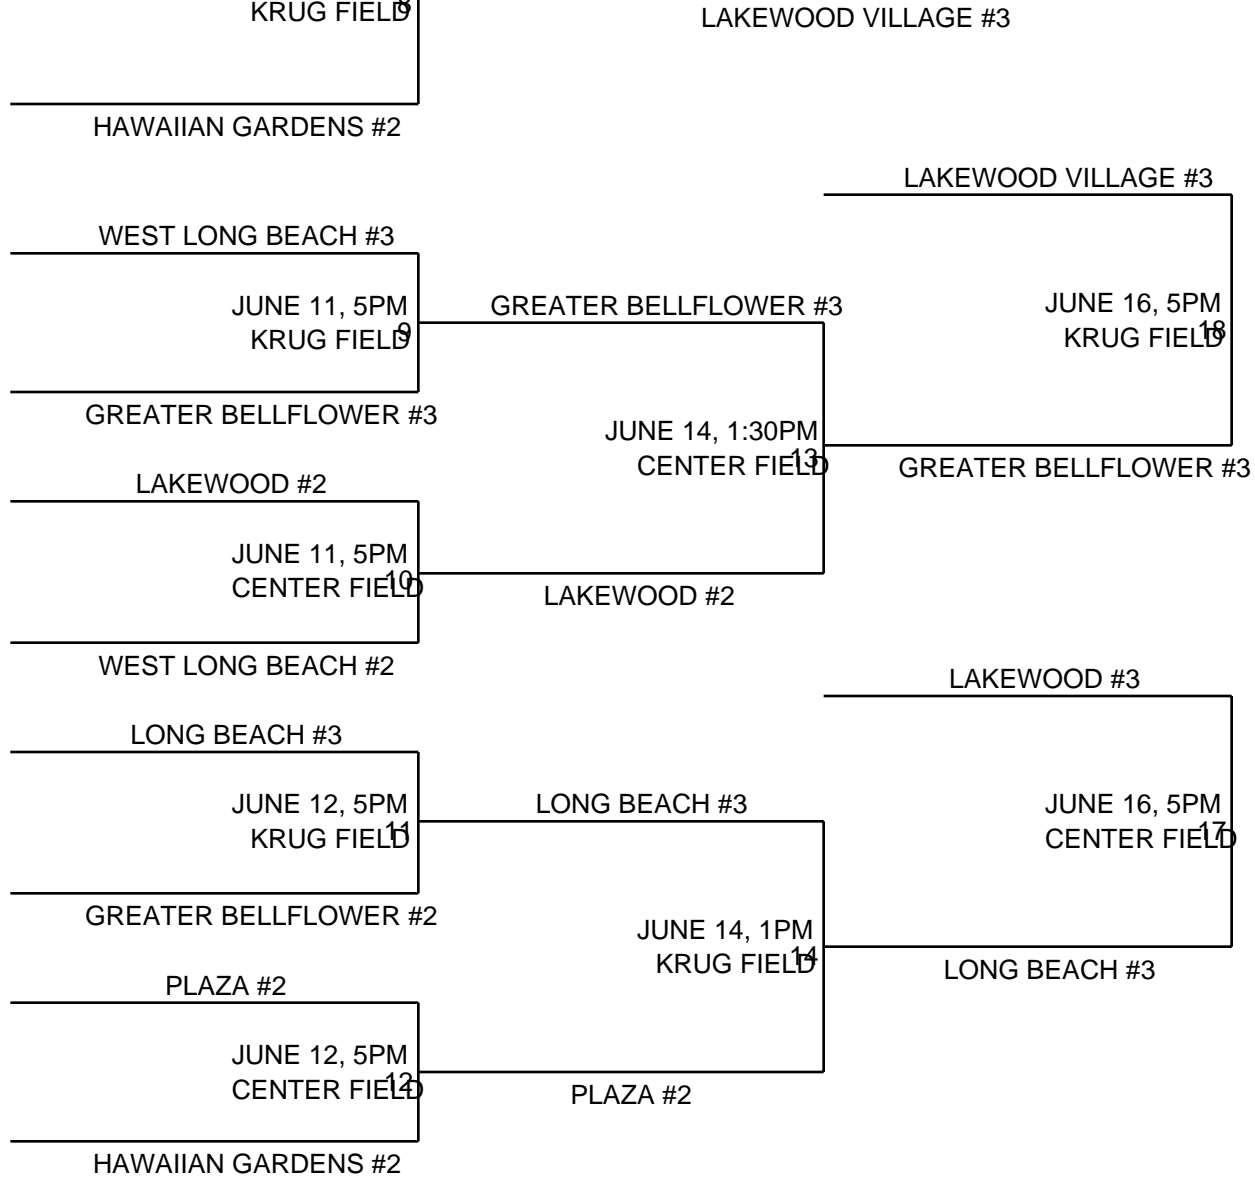 KRUG FIELD
8
LAKEWOOD VILLAGE #3
HAWAIIAN GARDENS #2
LAKEWOOD VILLAGE #3
WEST LONG BEACH #3
JUNE 11, 5PM
KRUG FIELD
9
GREATER BELLFLOWER #3
GREATER BELLFLOWER #3
JUNE 16, 5PM
KRUG FIELD
18
JUNE 14, 1:30PM
CENTER FIELD
13
GREATER BELLFLOWER #3
LAKEWOOD #2
JUNE 11, 5PM
CENTER FIELD
10
LAKEWOOD #2
WEST LONG BEACH #2
LAKEWOOD #3
LONG BEACH #3
JUNE 12, 5PM
KRUG FIELD
11
LONG BEACH #3
JUNE 16, 5PM
CENTER FIELD
17
GREATER BELLFLOWER #2
JUNE 14, 1PM
KRUG FIELD
14
LONG BEACH #3
PLAZA #2
JUNE 12, 5PM
CENTER FIELD
12
PLAZA #2
HAWAIIAN GARDENS #2